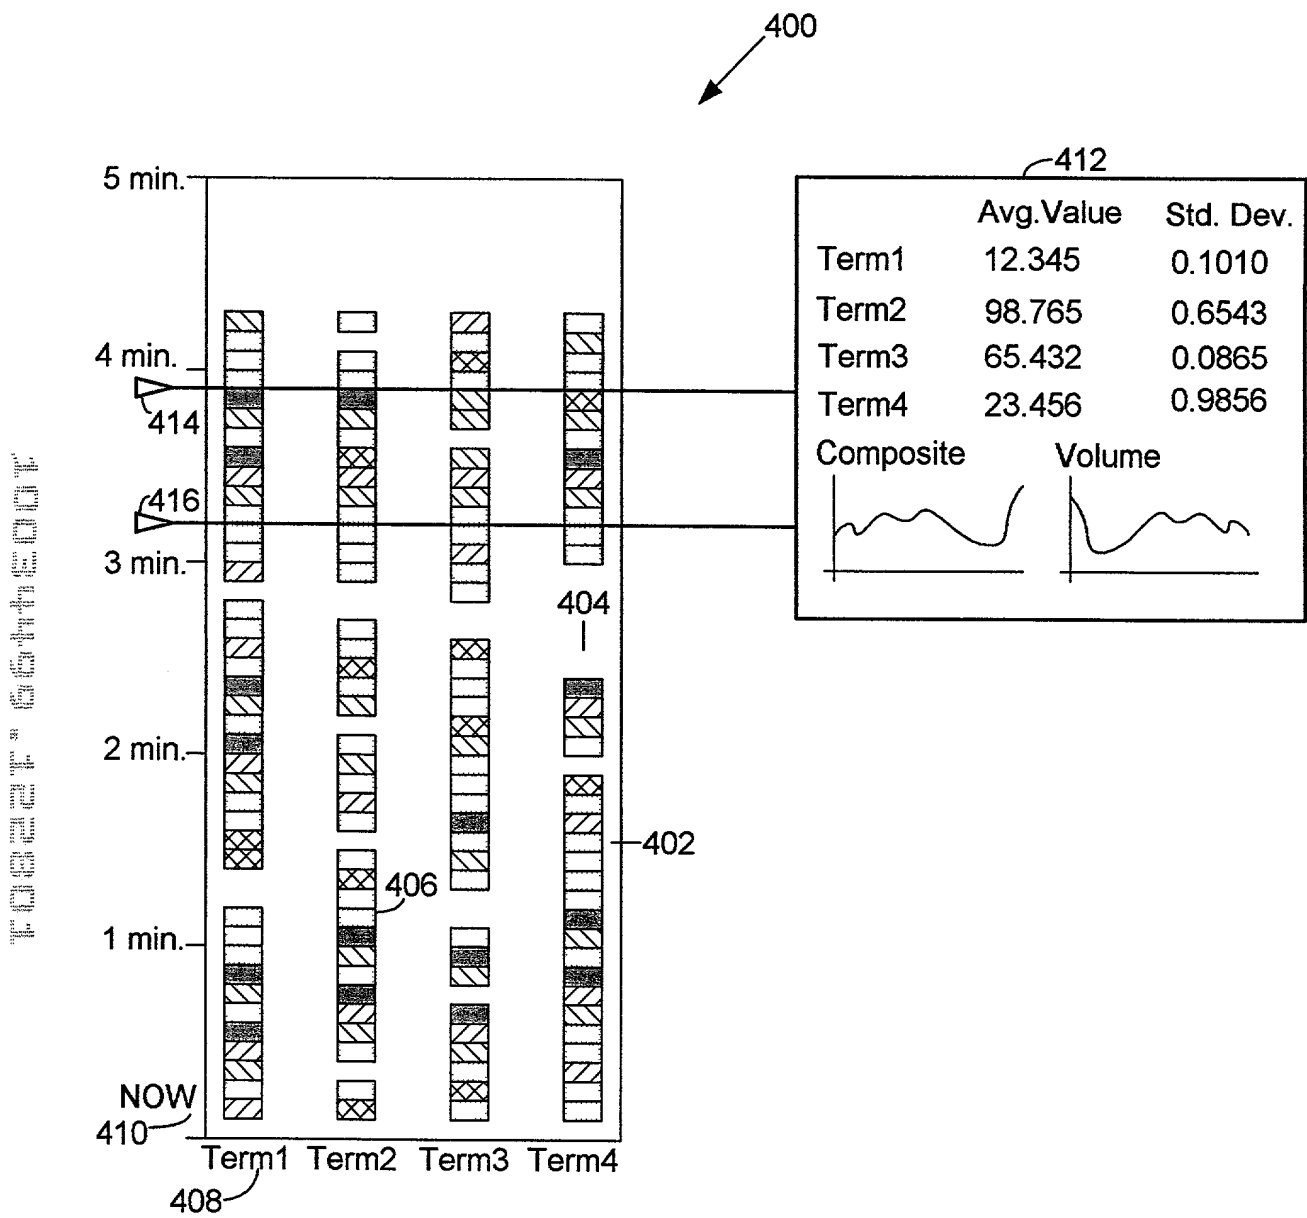 400
412
5 min.
4 min.
414
416
3 min.
2 min.
1 min.
NOW
410
Term1 Term2 Term3 Term4
408
404
402
406
Avg.Value Std. Dev.
Term1 12.345 0.1010
Term2 98.765 0.6543
Term3 65.432 0.0865
Term4 23.456 0.9856
Composite Volume